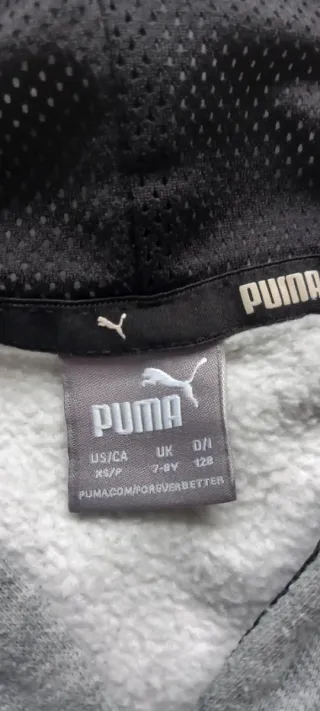 PUMA
PUMA
US/CA UK D/I
XS/P 7-8Y 128
PUMA.COM/FOREVERBETTER